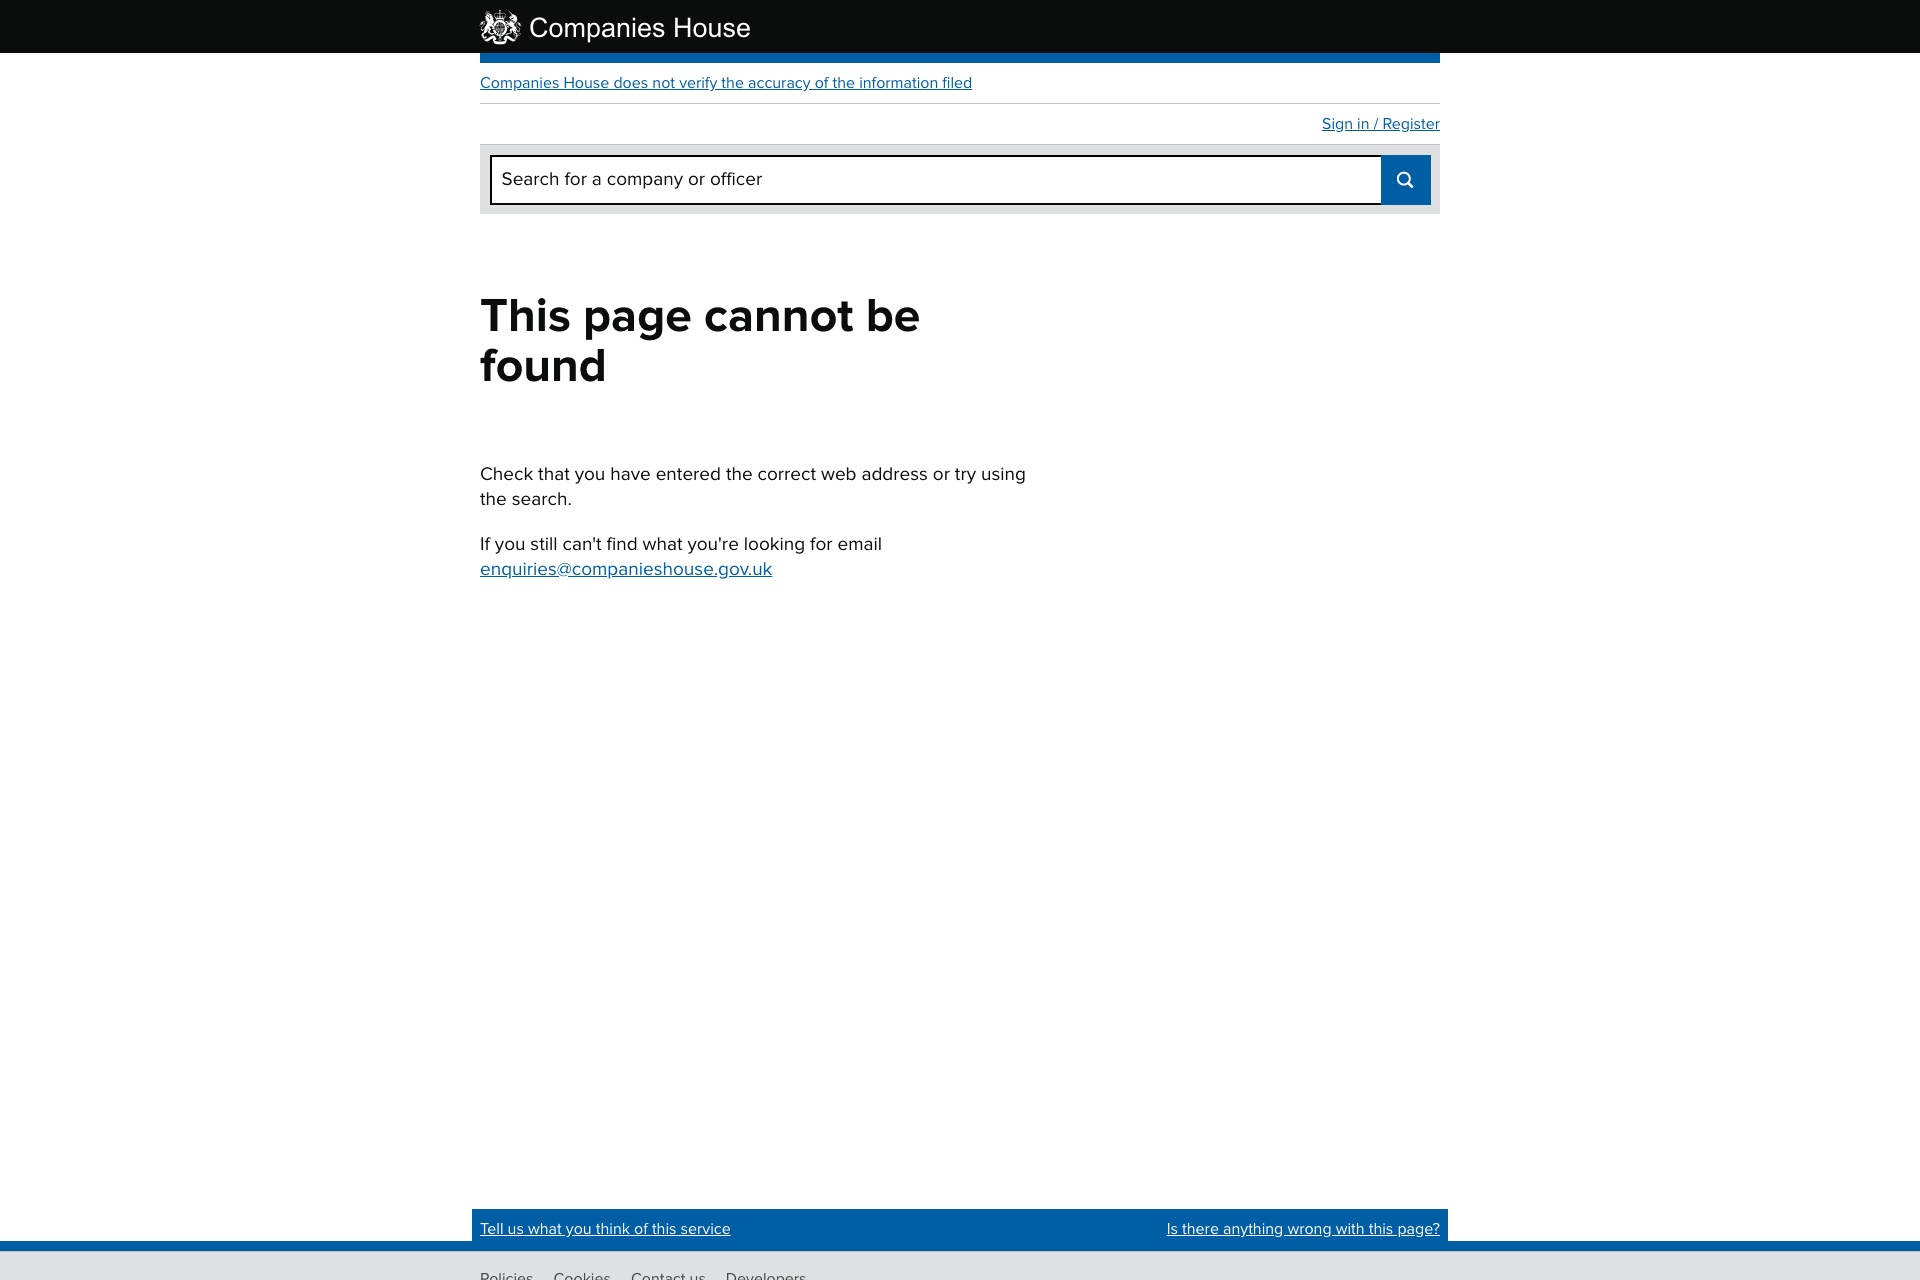 Companies House
Companies House does not verify the accuracy of the information filed
Sign in / Register
Search for a company or officer
This page cannot be
found
Check that you have entered the correct web address or try using
the search.
If you still can't find what you're looking for email
enquiries@companieshouse.gov.uk
Tell us what you think of this service
Is there anything wrong with this page?
Policies Cookies Contact us Developers